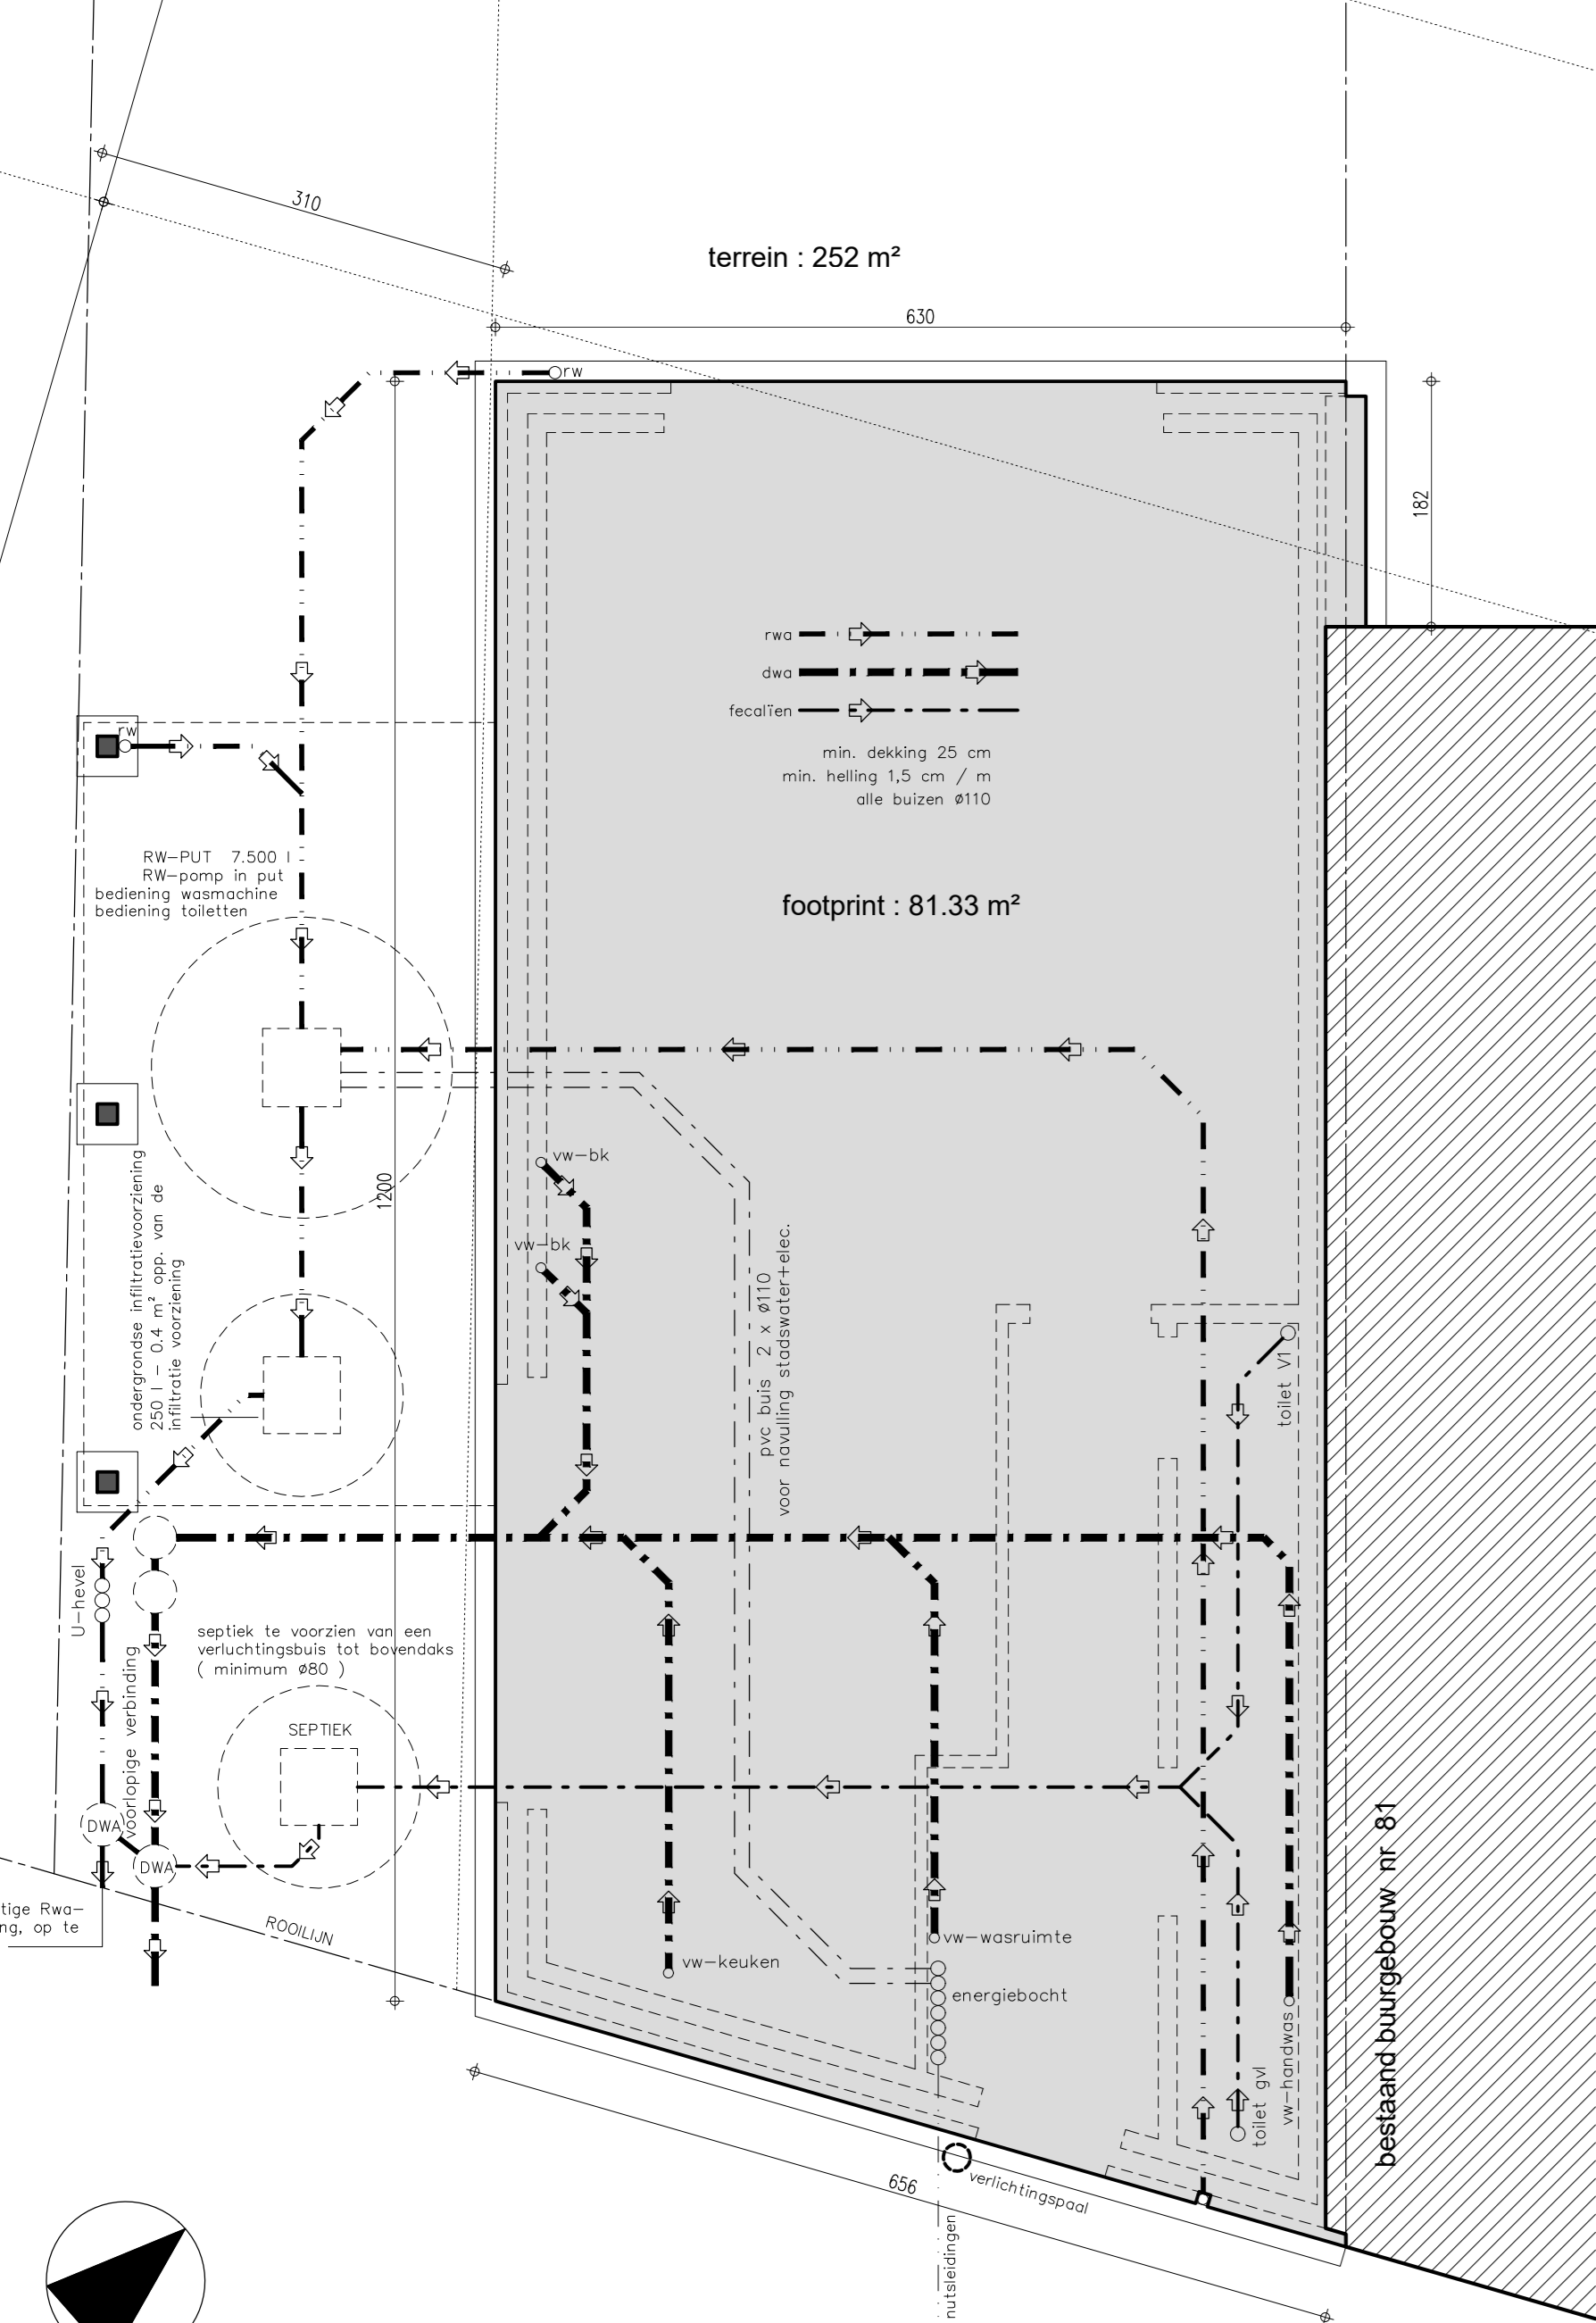 310
terrein : 252 m²
630
rw
182
rwa
dwa
fecalïen
min. dekking 25 cm
min. helling 1,5 cm / m
alle buizen ø110
rw
RW-PUT 7.500 l
RW-pomp in put
bediening wasmachine
bediening toiletten
footprint : 81.33 m²
1200
ondergrondse infiltratievoorziening
250 l - 0.4 m² opp. van de
infiltratie voorziening
vw-bk
vw-bk
pvc buis 2 x ø110
voor navulling stadswater+elec.
toilet V1
U-hevel
voorlopige verbinding
septiek te voorzien van een
verluchtingsbuis tot bovendaks
( minimum ø80 )
SEPTIEK
DWA
DWA
tige Rwa-
ng, op te
ROOILIJN
vw-keuken
vw-wasruimte
energiebocht
toilet gvl
vw-handwas
bestaand buurgebouw nr 81
verlichtingspaal
656
nutsleidingen